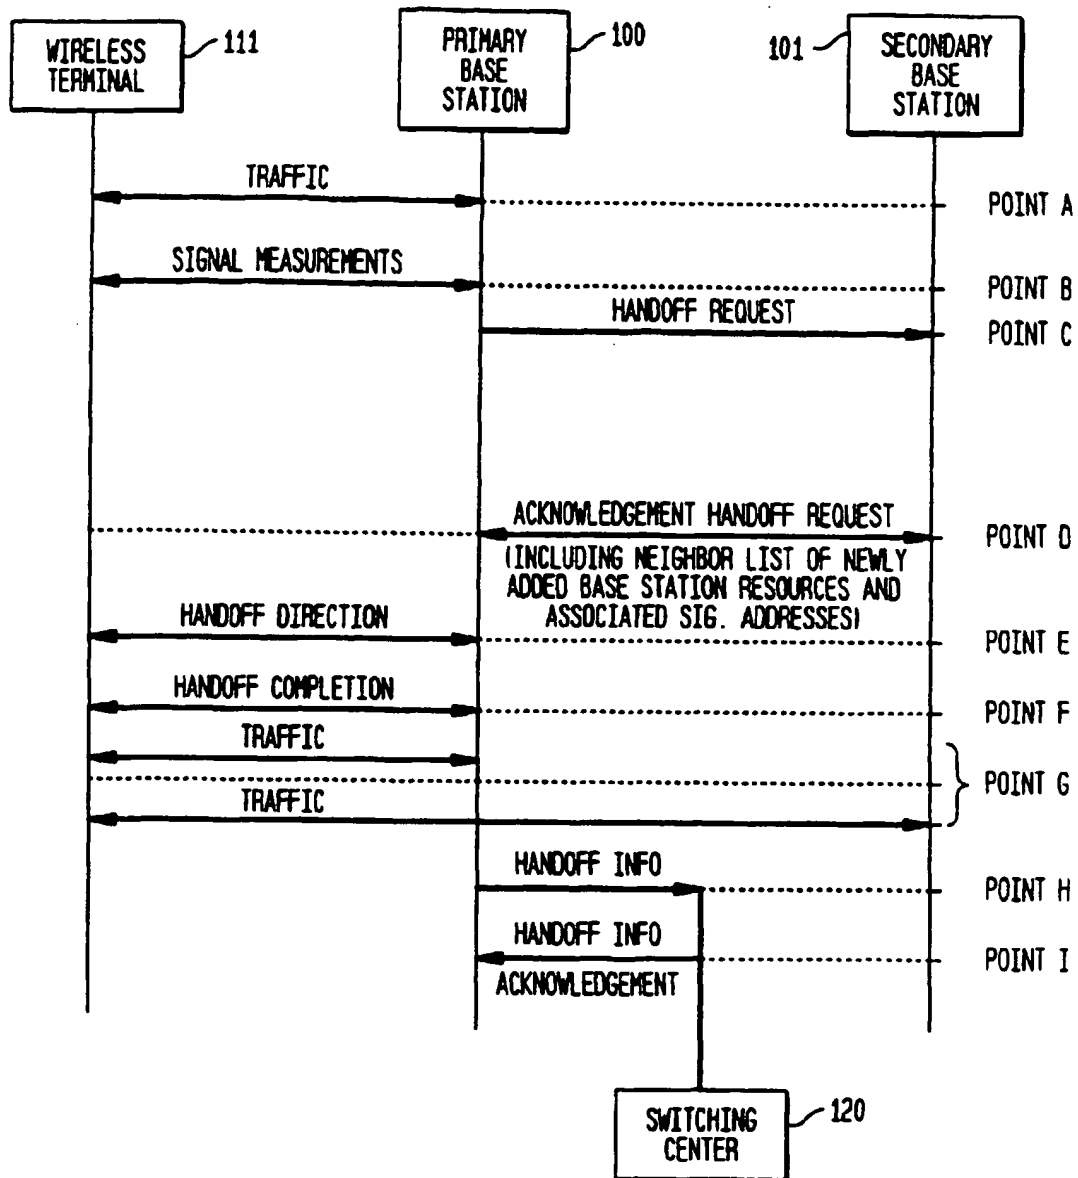 WIRELESS
TERMINAL
111
PRIMARY
BASE
STATION
100
101
SECONDARY
BASE
STATION
TRAFFIC
POINT A
SIGNAL MEASUREMENTS
POINT B
HANDOFF REQUEST
POINT C
ACKNOWLEDGEMENT HANDOFF REQUEST
POINT D
(INCLUDING NEIGHBOR LIST OF NEWLY
ADDED BASE STATION RESOURCES AND
ASSOCIATED SIG. ADDRESSES)
HANDOFF DIRECTION
POINT E
HANDOFF COMPLETION
POINT F
TRAFFIC
POINT G
TRAFFIC
HANDOFF INFO
POINT H
HANDOFF INFO
POINT I
ACKNOWLEDGEMENT
SWITCHING
CENTER
120